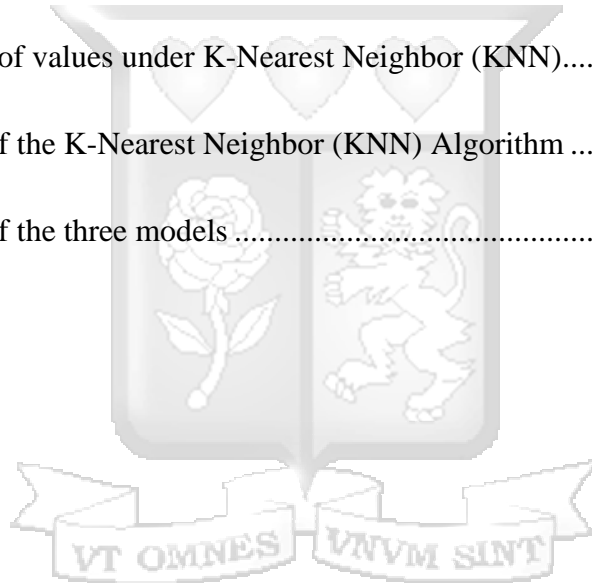 of values under K-Nearest Neighbor (KNN)....
f the K-Nearest Neighbor (KNN) Algorithm ...
f the three models .............................................
VT OMNES VNVM SINT